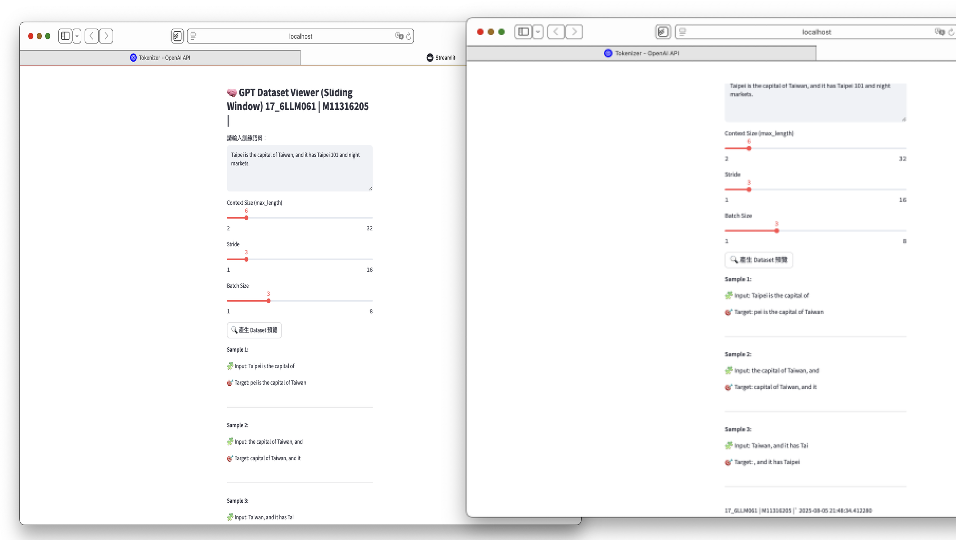 localhost
Tokenizer - OpenAI API
Streamlit
GPT Dataset Viewer (Sliding
Window) 17_6LLM061 | M11316205
|
請輸入訓練語料：
Taipei is the capital of Taiwan, and it has Taipei 101 and night
markets.
Context Size (max_length)
6
2
32
Stride
3
1
16
Batch Size
3
1
8
產生 Dataset 預覽
Sample 1:
Input: Taipei is the capital of
Target: pei is the capital of Taiwan
Sample 2:
Input: the capital of Taiwan, and
Target: capital of Taiwan, and it
Sample 3:
Input: Taiwan, and it has Tai
localhost
Tokenizer - OpenAI API
Taipei is the capital of Taiwan, and it has Taipei 101 and night
markets.
Context Size (max_length)
6
2
32
Stride
3
1
16
Batch Size
3
1
8
產生 Dataset 預覽
Sample 1:
Input: Taipei is the capital of
Target: pei is the capital of Taiwan
Sample 2:
Input: the capital of Taiwan, and
Target: capital of Taiwan, and it
Sample 3:
Input: Taiwan, and it has Tai
Target: , and it has Taipei
17_6LLM061 | M11316205 | 2025-08-05 21:48:34.412280